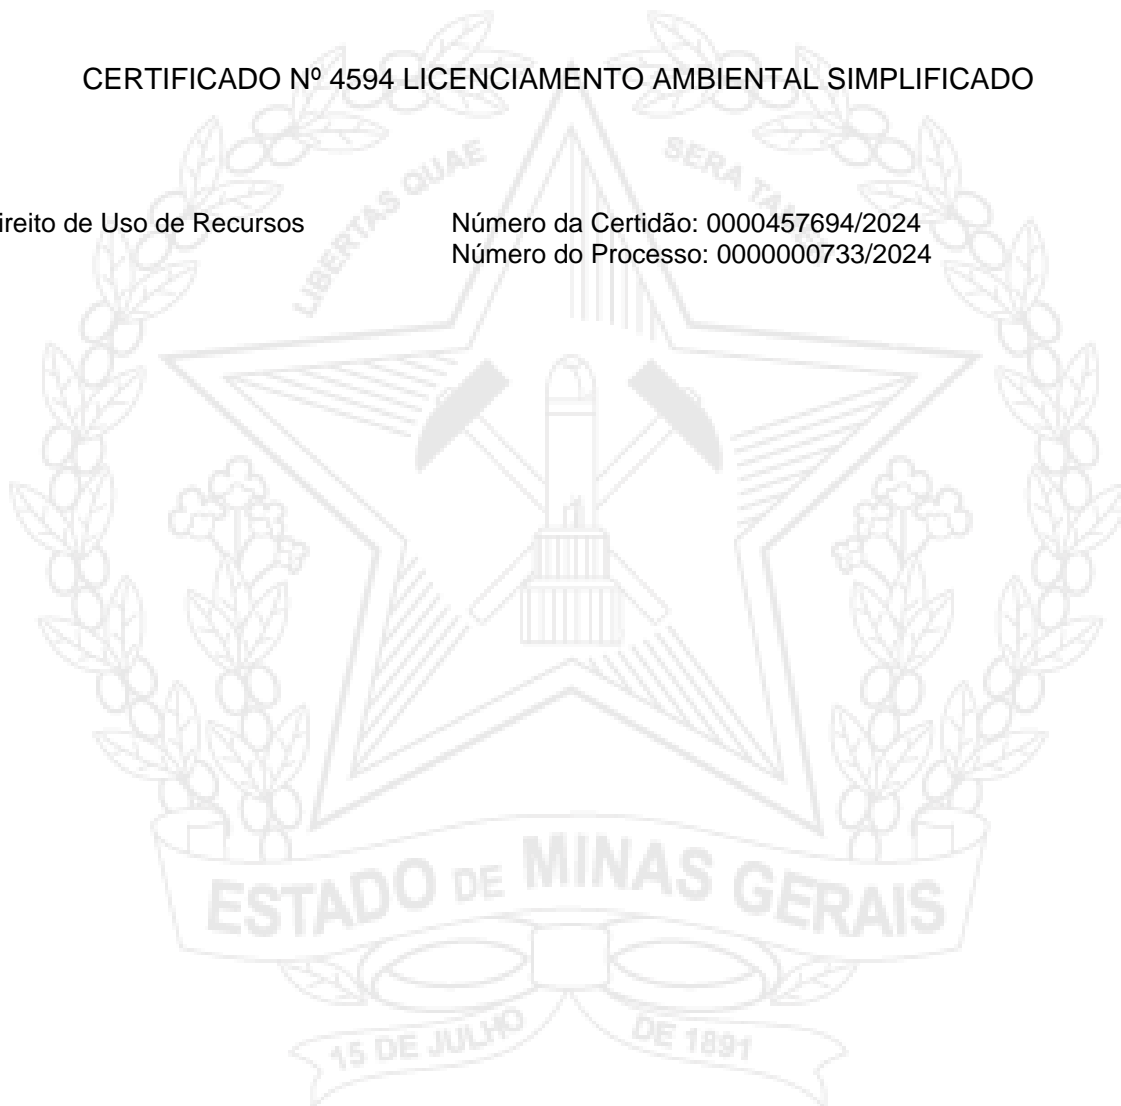 CERTIFICADO Nº 4594 LICENCIAMENTO AMBIENTAL SIMPLIFICADO
LIBERTAS QUAE SERA TAMEN
ireito de Uso de Recursos Número da Certidão: 0000457694/2024
Número do Processo: 0000000733/2024
ESTADO DE MINAS GERAIS
15 DE JULHO DE 1891